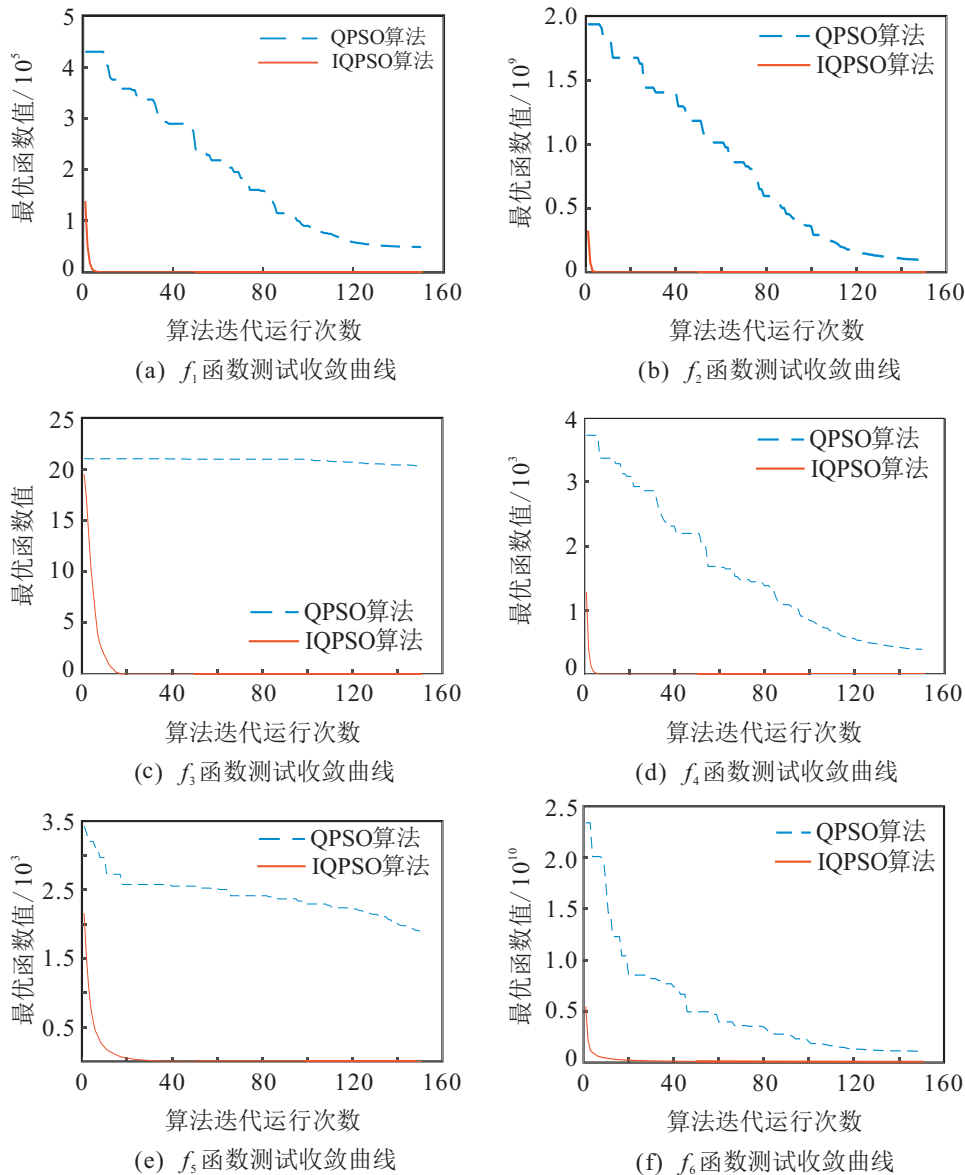 5
4
3
2
1
0
最优函数值/10⁵
QPSO算法
IQPSO算法
0 40 80 120 160
算法迭代运行次数
(a) f₁函数测试收敛曲线
2.0
1.5
1.0
0.5
0
最优函数值/10⁹
QPSO算法
IQPSO算法
0 40 80 120 160
算法迭代运行次数
(b) f₂函数测试收敛曲线
25
20
15
10
5
0
最优函数值
QPSO算法
IQPSO算法
0 40 80 120 160
算法迭代运行次数
(c) f₃函数测试收敛曲线
4
3
2
1
0
最优函数值/10³
QPSO算法
IQPSO算法
0 40 80 120 160
算法迭代运行次数
(d) f₄函数测试收敛曲线
3.5
2.5
1.5
0.5
最优函数值/10³
QPSO算法
IQPSO算法
0 40 80 120 160
算法迭代运行次数
(e) f₅函数测试收敛曲线
2.5
2.0
1.5
1.0
0.5
0
最优函数值/10¹⁰
QPSO算法
IQPSO算法
0 40 80 120 160
算法迭代运行次数
(f) f₆函数测试收敛曲线